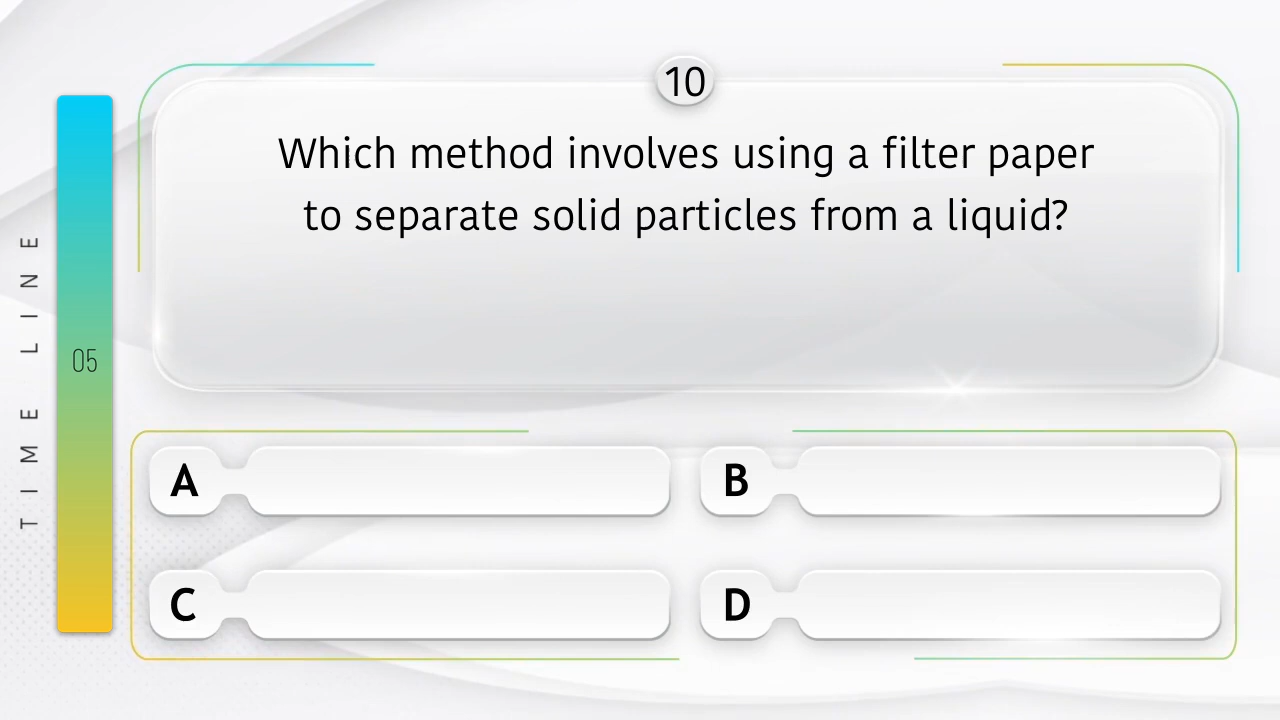 10
Which method involves using a filter paper
to separate solid particles from a liquid?
TIME LINE
05
A
B
C
D